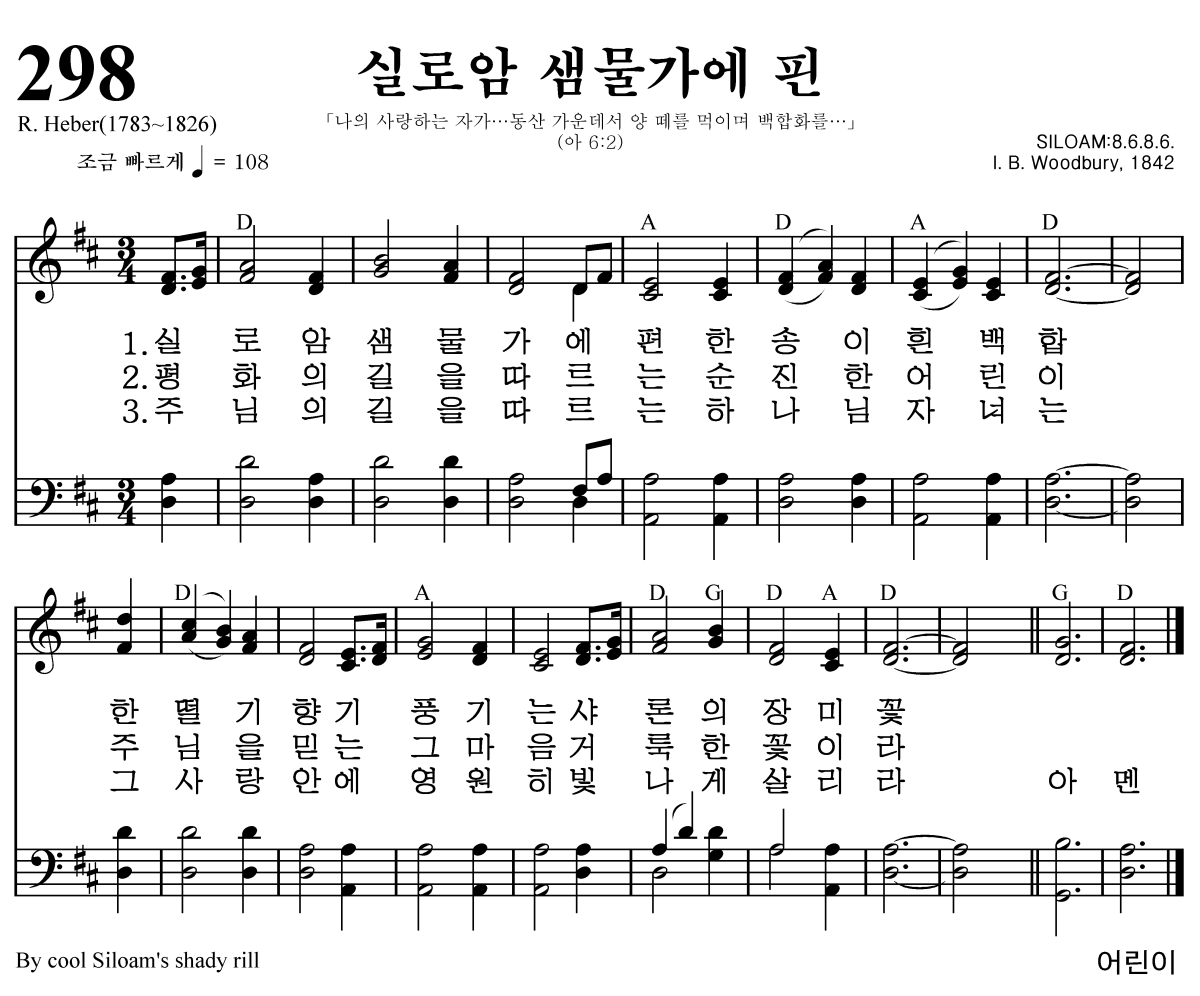 298
실로암 샘물가에 핀
R. Heber(1783~1826)
「나의 사랑하는 자가…동산 가운데서 양 떼를 먹이며 백합화를…」
(아 6:2)
조금 빠르게 ♩ = 108
SILOAM:8.6.8.6.
I. B. Woodbury, 1842
D A D A D
3 4
1. 실 로 암 샘 물 가 에 편 한 송 이 흰 백 합
2. 평 화 의 길 을 따 르 는 순 진 한 어 린 이
3. 주 님 의 길 을 따 르 는 하 나 님 자 녀 는
3 4
D A D G D A D G D
한 떨 기 향 기 풍 기 는 샤 론 의 장 미 꽃
주 님 을 믿 는 그 마 음 거 룩 한 꽃 이 라
그 사 랑 안 에 영 원 히 빛 나 게 살 리 라 아 멘
By cool Siloam's shady rill
어린이